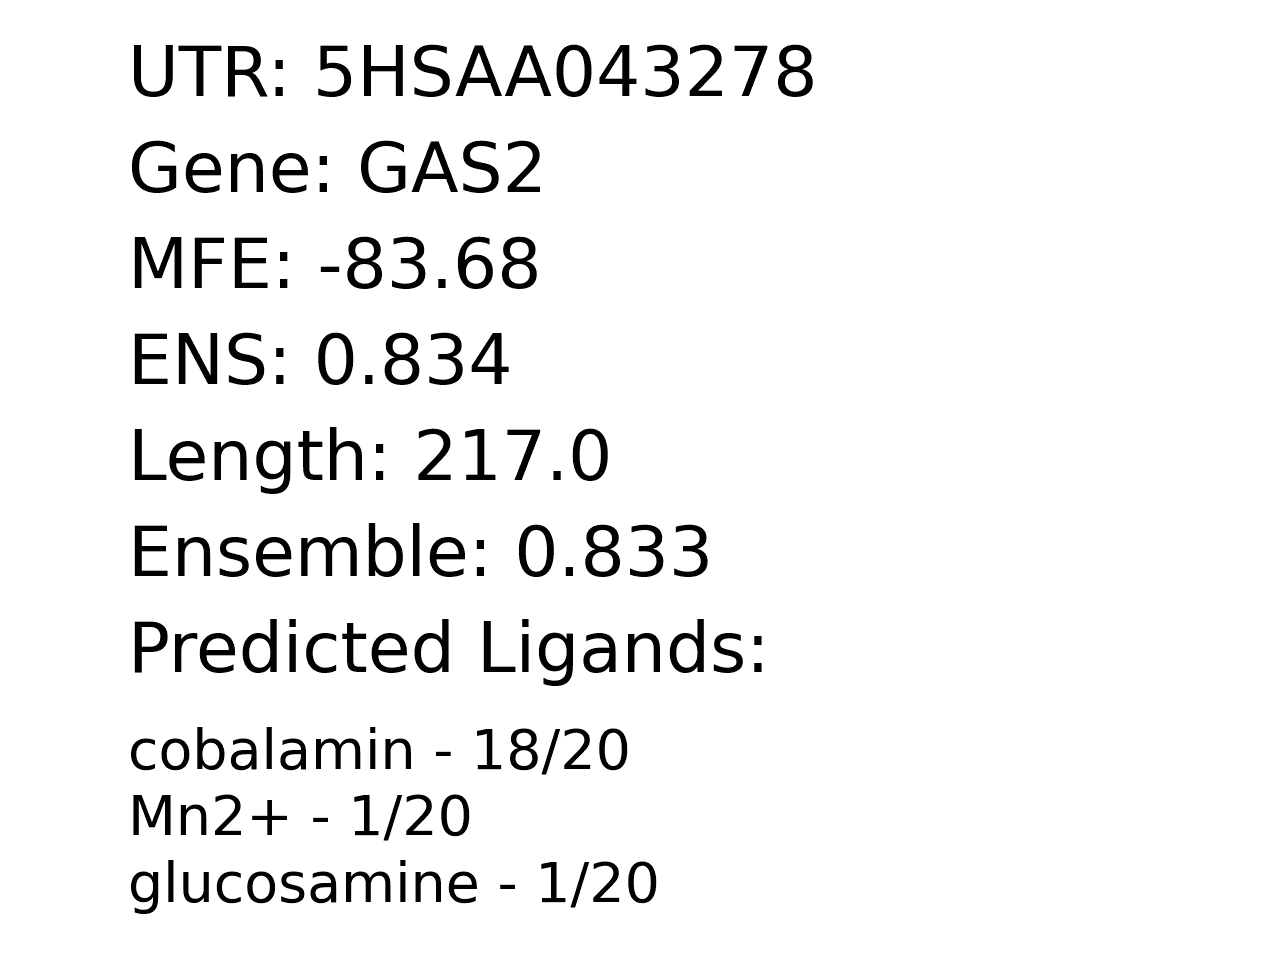 UTR: 5HSAA043278
Gene: GAS2
MFE: -83.68
ENS: 0.834
Length: 217.0
Ensemble: 0.833
Predicted Ligands:
cobalamin - 18/20
Mn2+ - 1/20
glucosamine - 1/20